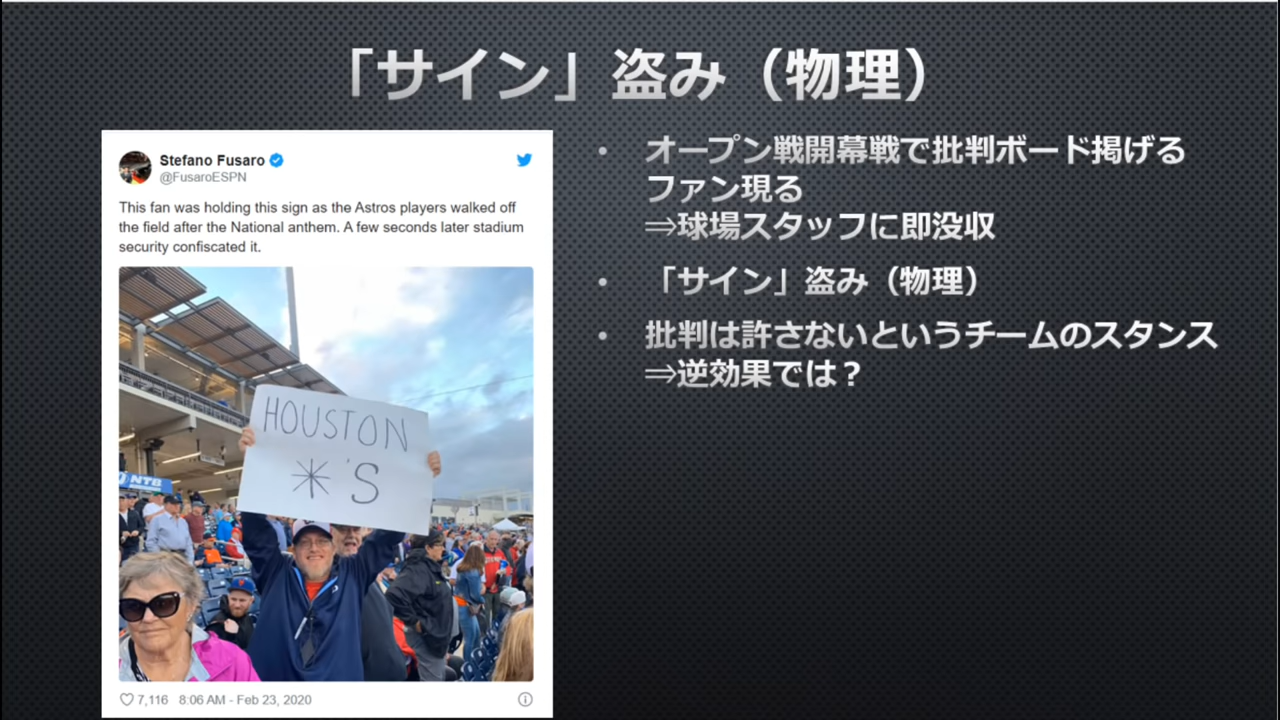 「サイン」盗み（物理）
Stefano Fusaro
@FusaroESPN
This fan was holding this sign as the Astros players walked off
the field after the National anthem. A few seconds later stadium
security confiscated it.
HOUSTON
*'S
NTB
7,116 8:06 AM - Feb 23, 2020
• オープン戦開幕戦で批判ボード掲げる
ファン現る
⇒球場スタッフに即没収
• 「サイン」盗み（物理）
• 批判は許さないというチームのスタンス
⇒逆効果では？